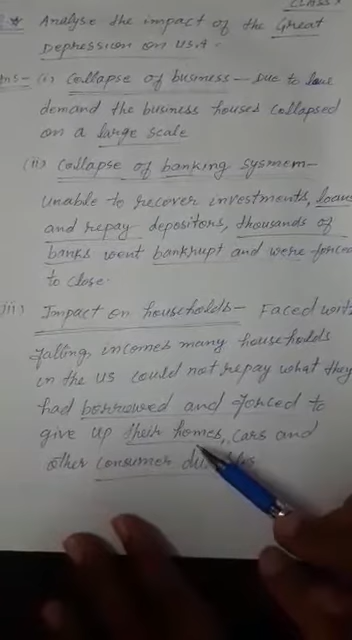 Class X
Analyse the impact of the Great
Depression on USA.
Ans- (i) Collapse of business - Due to low
demand the business houses collapsed
on a large scale
(ii) Collapse of banking sysmem-
Unable to recover investments, loans
and repay depositors, thousands of
banks went bankrupt and were forced
to close.
(iii) Impact on households- Faced with
falling incomes many households
in the US could not repay what they
had borrowed and forced to
give up their homes, cars and
other consumer durables